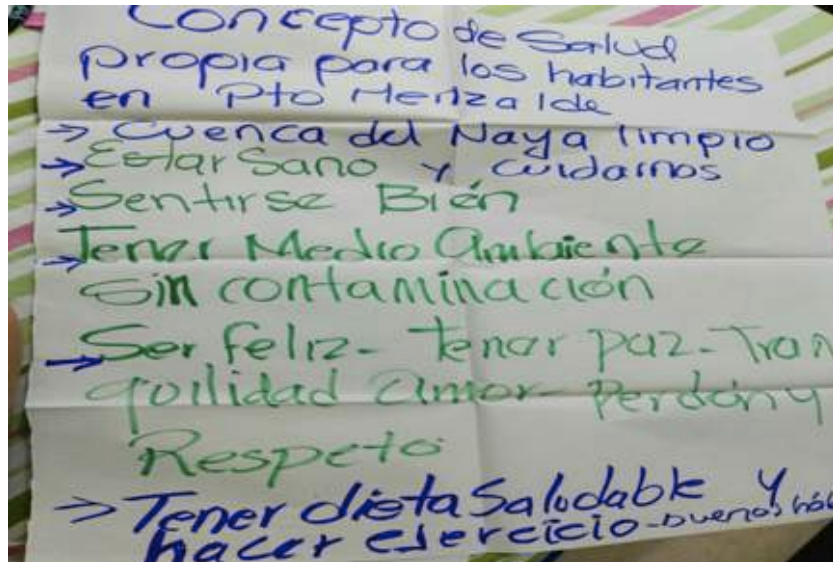 Concepto de Salud
propia para los habitantes
en Pto Merizalde
→ Cuenca del Naya limpio
→ Estar Sano y cuidarnos
→ Sentirse Bién
→ Tener Medio Ambiente
Sin contaminación
→ Ser feliz - tener paz - Tran
quilidad amor - Perdón y
Respeto
→ Tener dieta Saludable y
hacer ejercicio - buenos